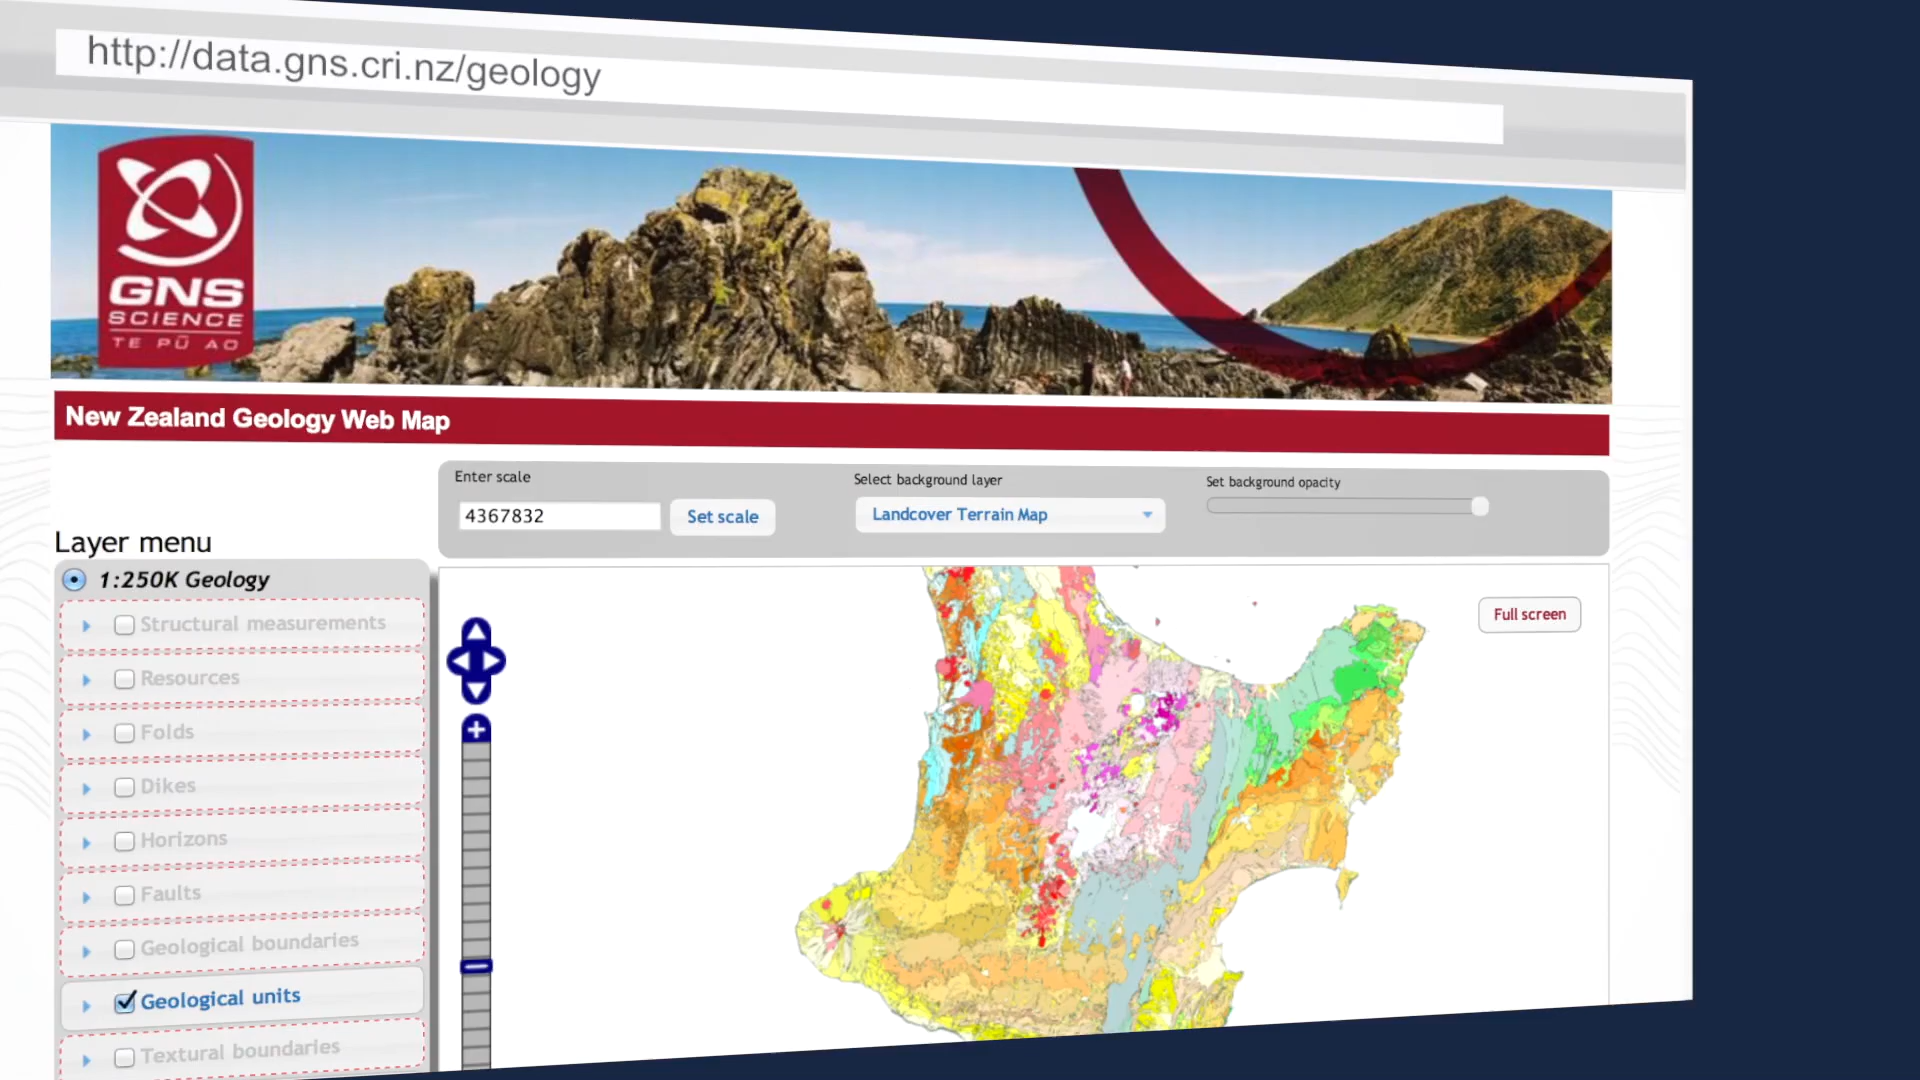 http://data.gns.cri.nz/geology
GNS
SCIENCE
TE PŪ AO
New Zealand Geology Web Map
Enter scale
4367832
Set scale
Select background layer
Landcover Terrain Map
Set background opacity
Layer menu
1:250K Geology
Structural measurements
Resources
Folds
Dikes
Horizons
Faults
Geological boundaries
Geological units
Textural boundaries
Full screen